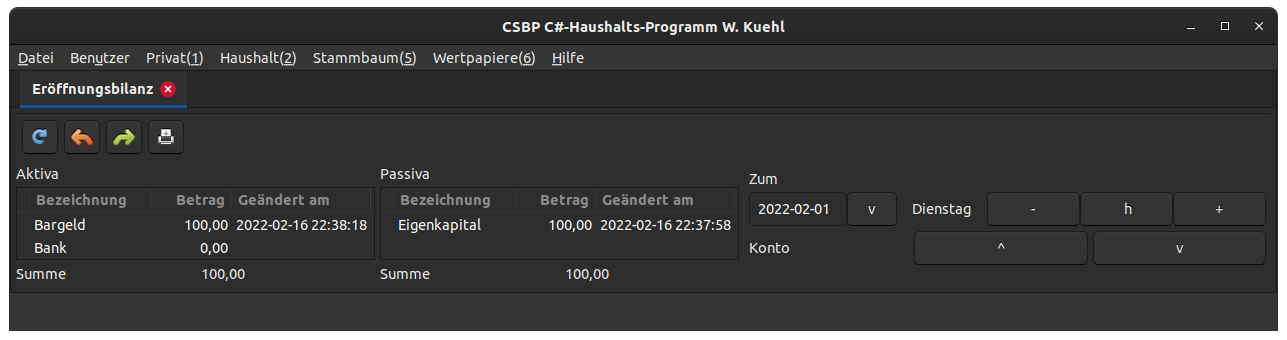 CSBP C#-Haushalts-Programm W. Kuehl
Datei Benutzer Privat(1) Haushalt(2) Stammbaum(5) Wertpapiere(6) Hilfe
Eröffnungsbilanz
Aktiva
Bezeichnung Betrag Geändert am
Bargeld 100,00 2022-02-16 22:38:18
Bank 0,00
Summe 100,00
Passiva
Bezeichnung Betrag Geändert am
Eigenkapital 100,00 2022-02-16 22:37:58
Summe 100,00
Zum
2022-02-01 v Dienstag - h +
Konto ^ v